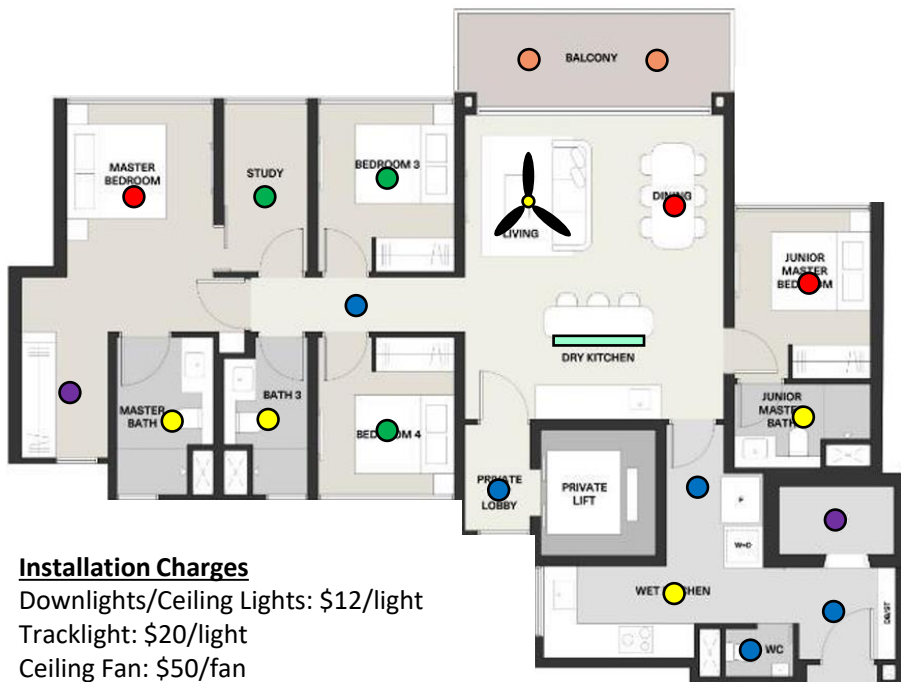 BALCONY
MASTER
BEDROOM
STUDY
BEDROOM 3
DINING
LIVING
JUNIOR
MASTER
BEDROOM
DRY KITCHEN
MASTER
BATH
BATH 3
BEDROOM 4
JUNIOR
MASTER
BATH
PRIVATE
LOBBY
PRIVATE
LIFT
F
W+D
WET KITCHEN
DB/ST
WC
Installation Charges
Downlights/Ceiling Lights: $12/light
Tracklight: $20/light
Ceiling Fan: $50/fan